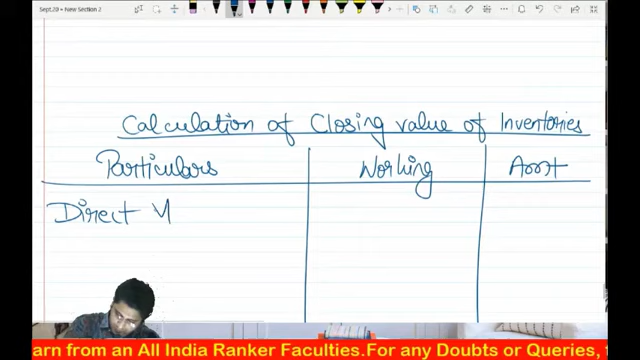 Sept.20 - New Section 2
Calculation of Closing value of Inventories
Particulars Working Amt
Direct M
arn from an All India Ranker Faculties.For any Doubts or Queries,